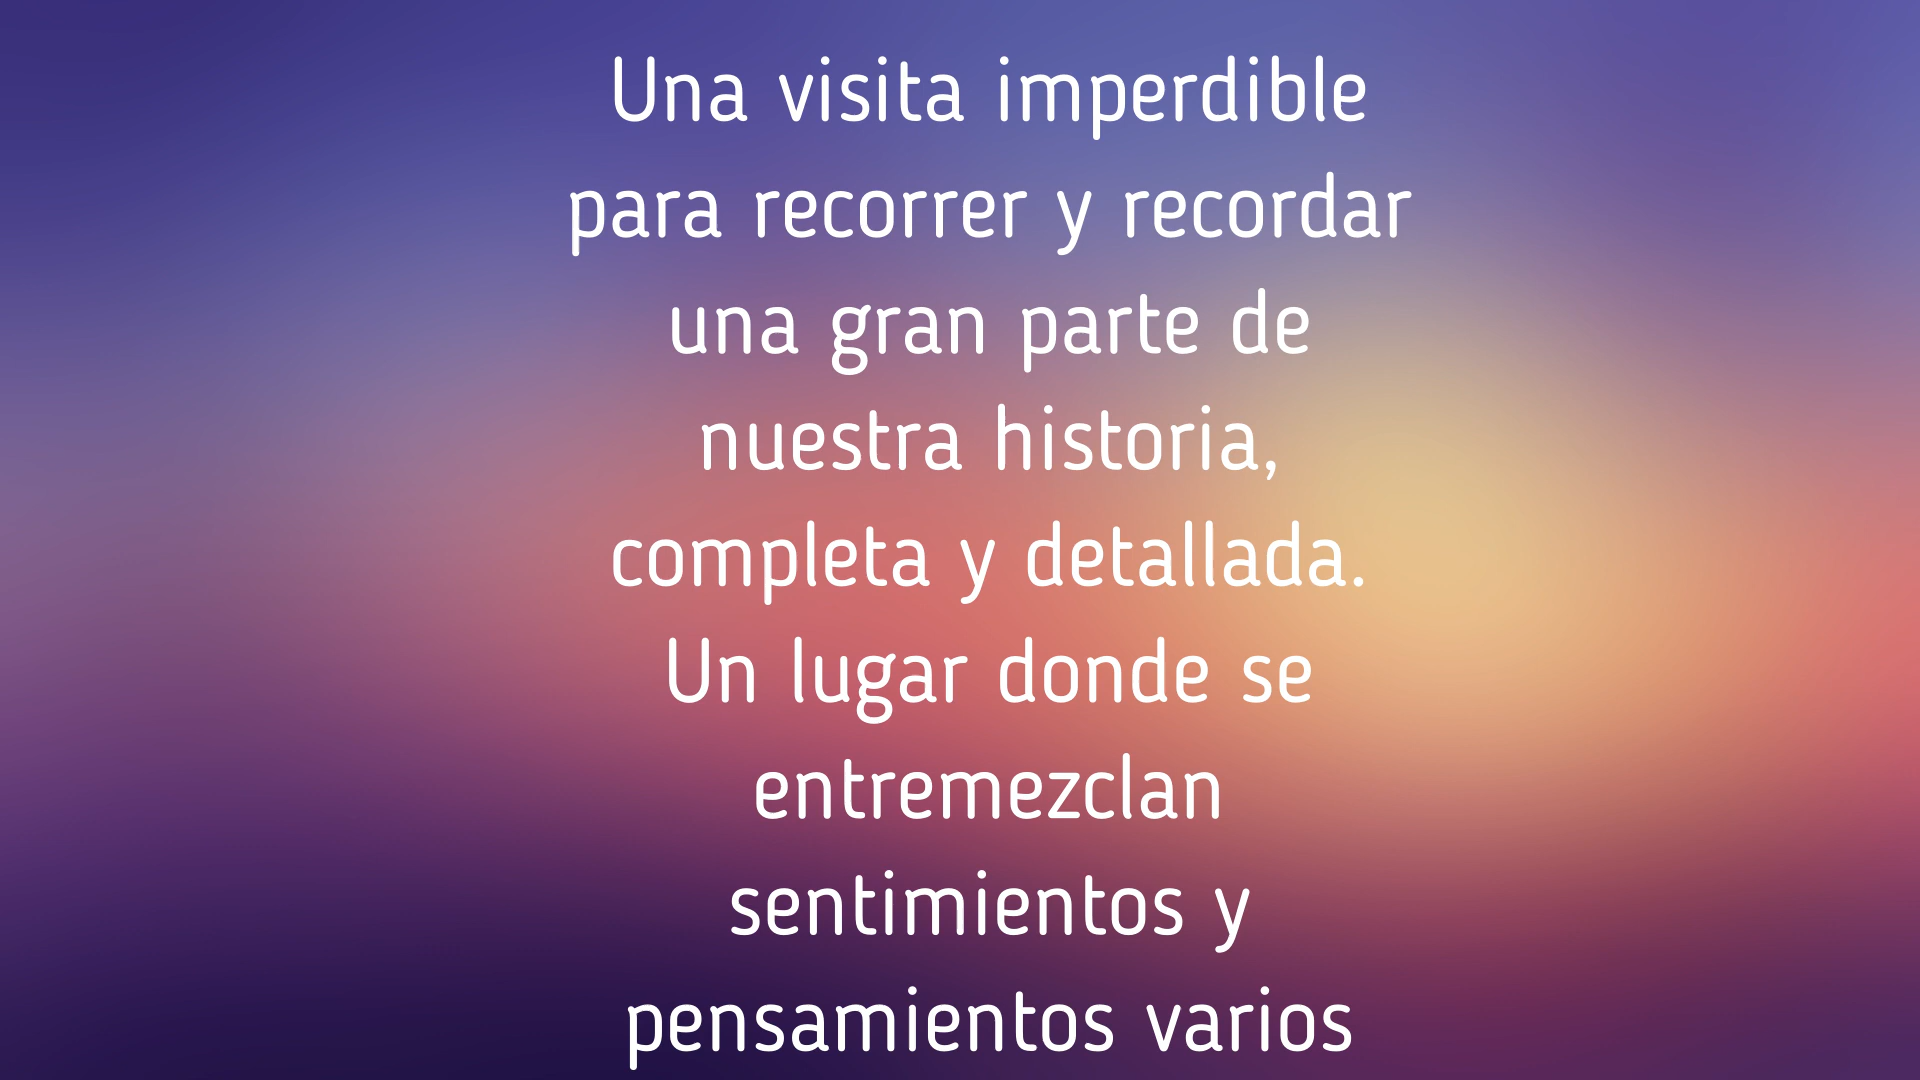 Una visita imperdible
para recorrer y recordar
una gran parte de
nuestra historia,
completa y detallada.
Un lugar donde se
entremezclan
sentimientos y
pensamientos varios